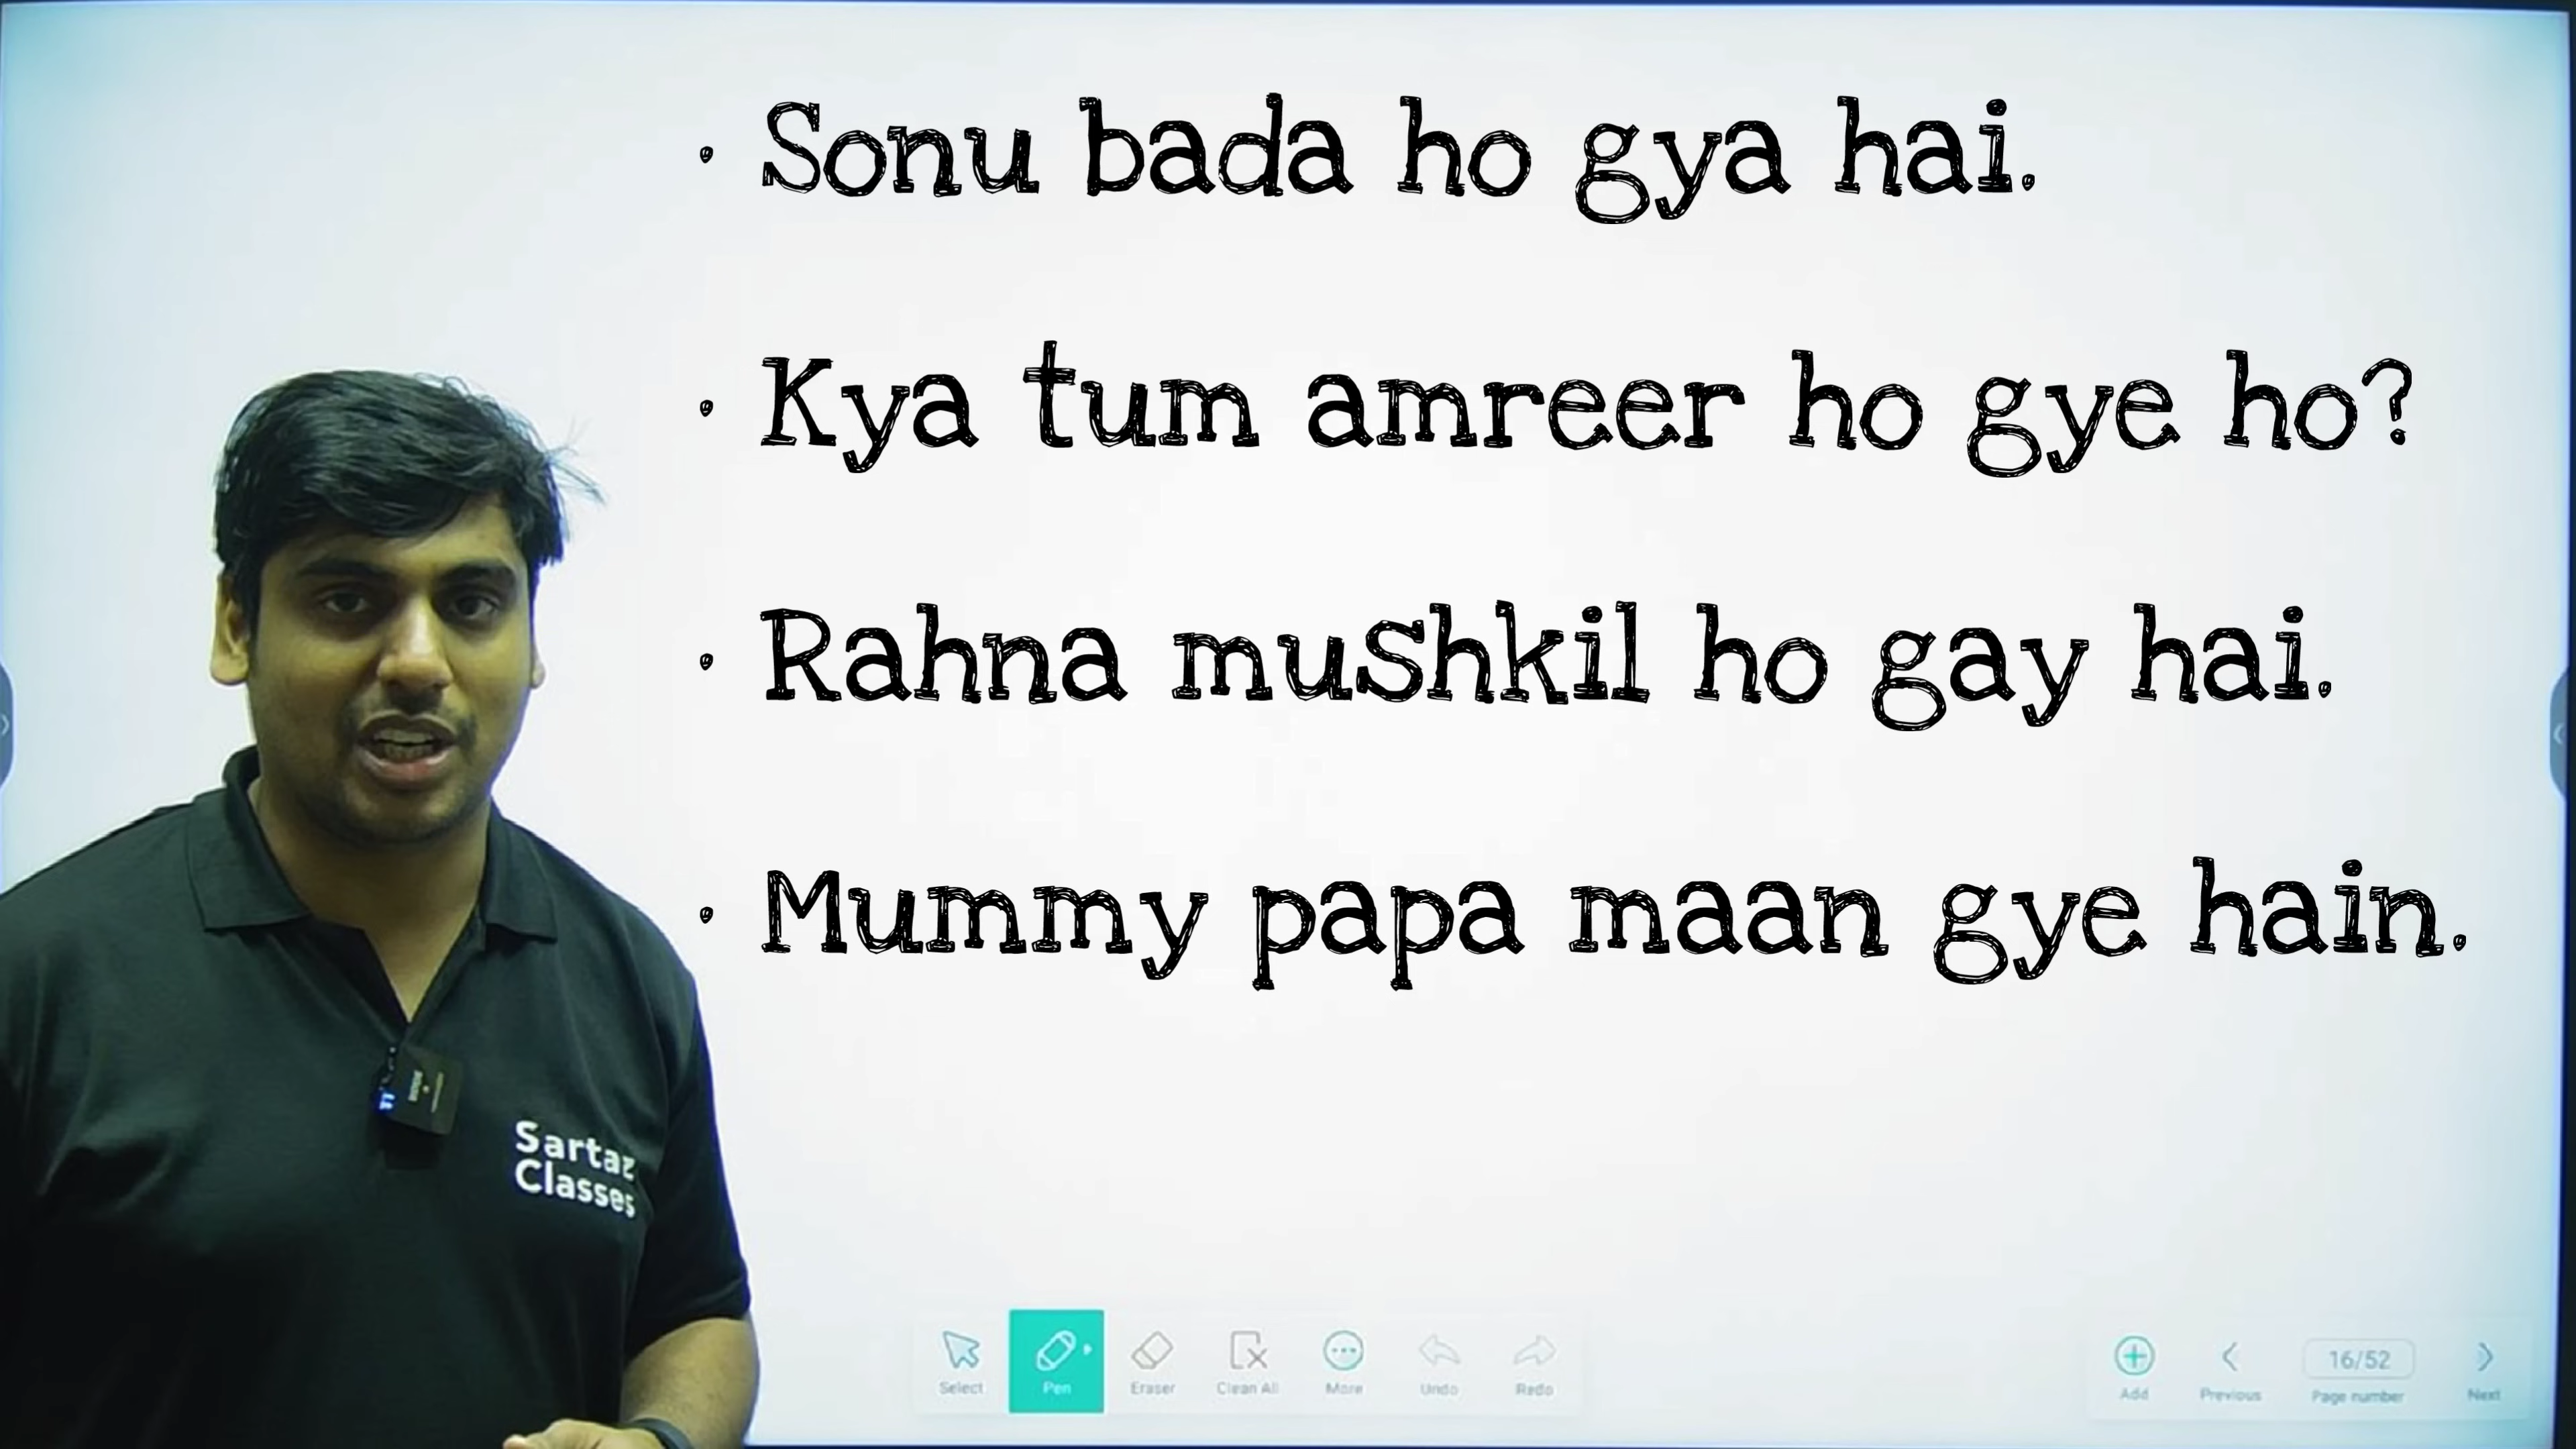 • Sonu bada ho gya hai.
• Kya tum amreer ho gye ho?
• Rahna mushkil ho gay hai.
• Mummy papa maan gye hain.
Sartaz
Classes
Select
Pen
Eraser
Clean All
More
Undo
Redo
Add
Previous
16/52
Page number
Next